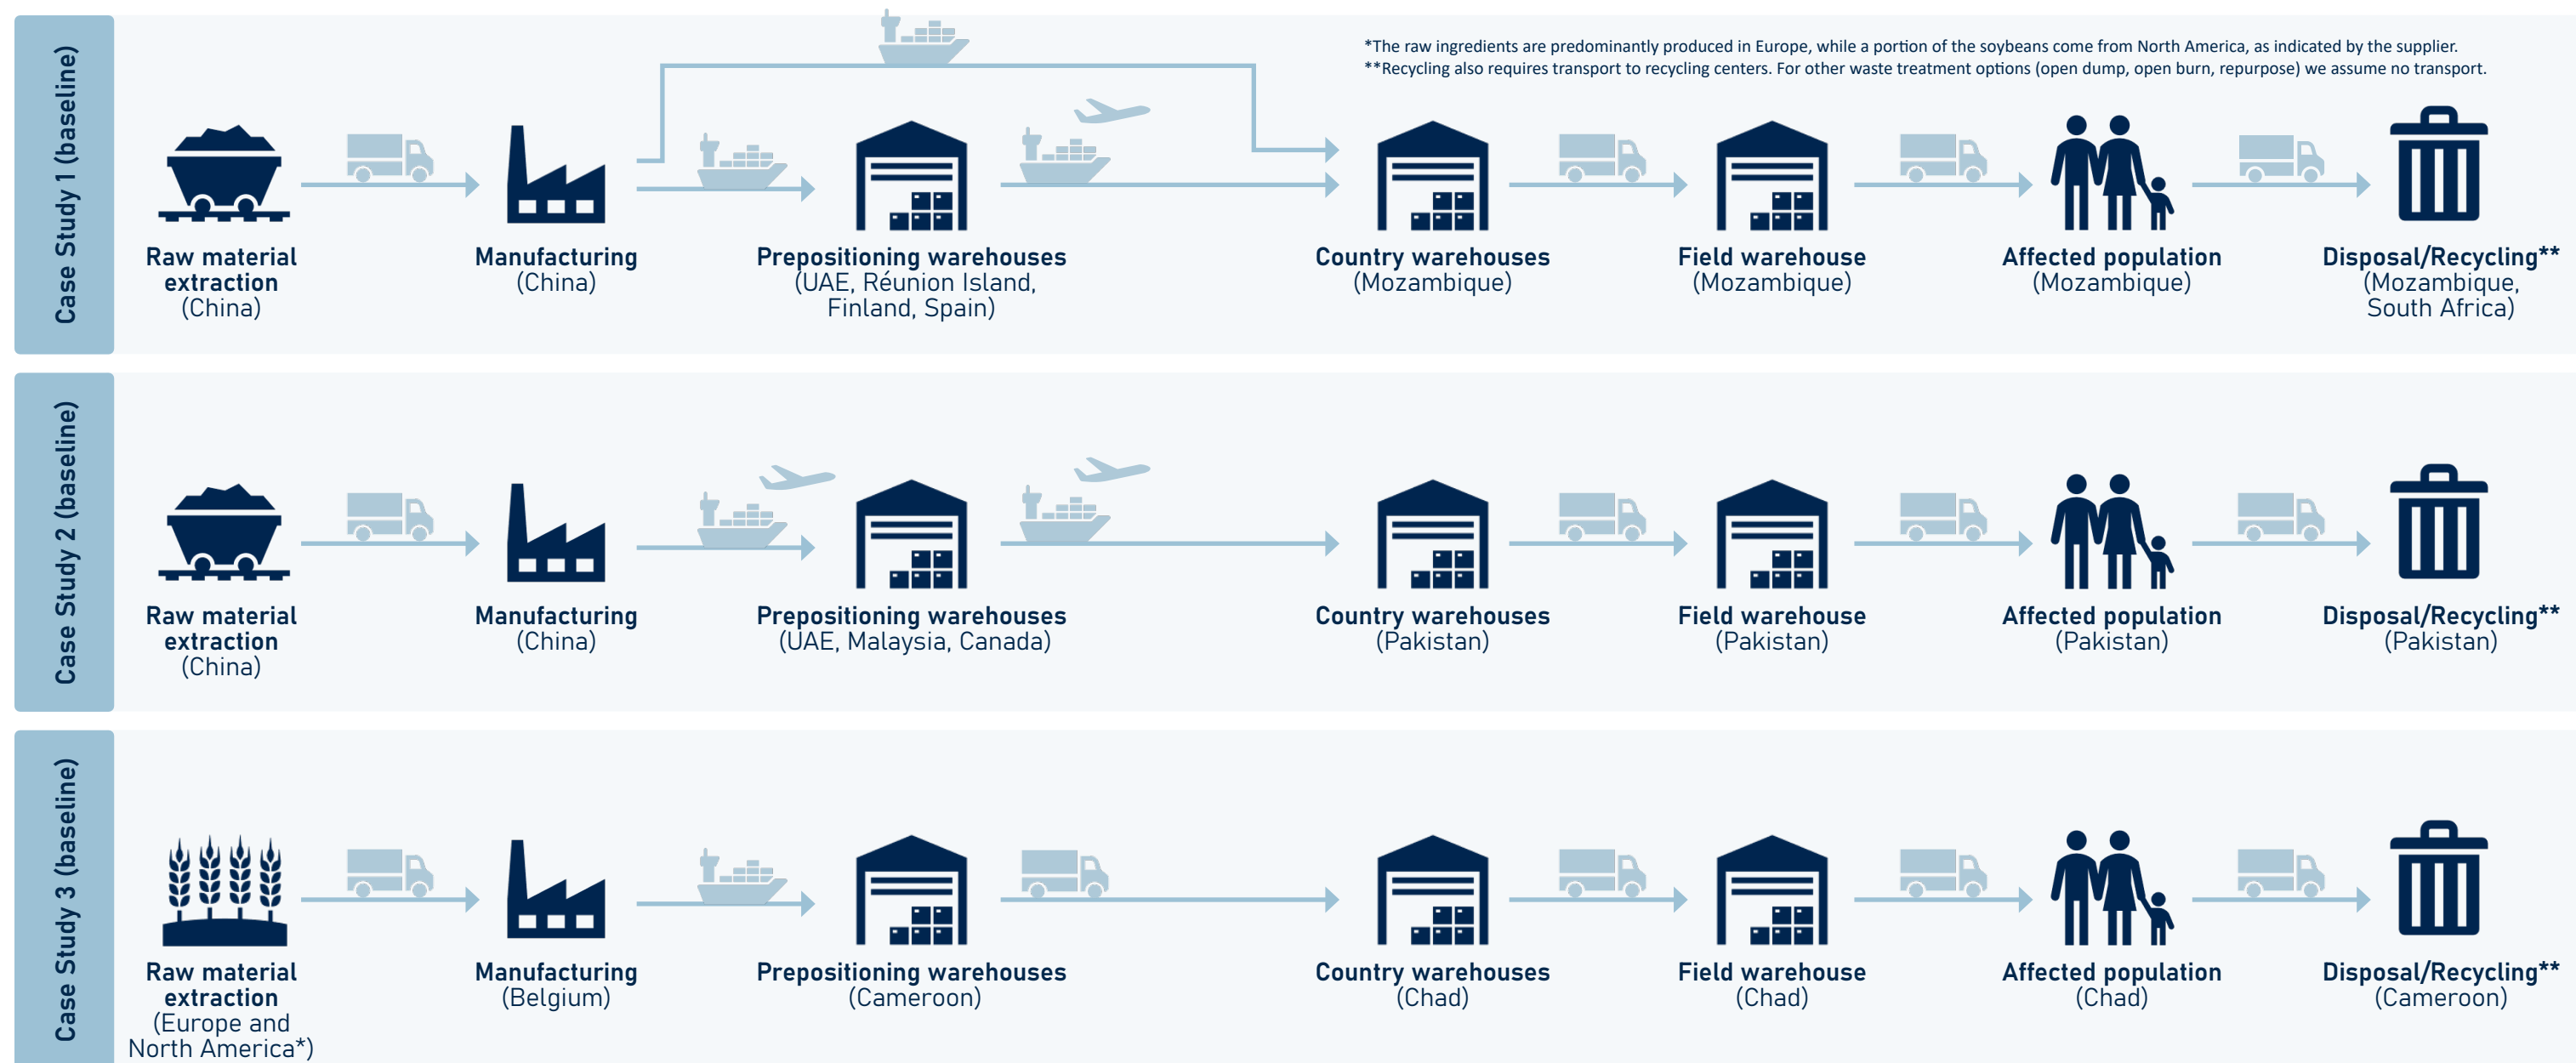 Case Study 1 (baseline)
*The raw ingredients are predominantly produced in Europe, while a portion of the soybeans come from North America, as indicated by the supplier.
**Recycling also requires transport to recycling centers. For other waste treatment options (open dump, open burn, repurpose) we assume no transport.
Raw material
extraction
(China)
Manufacturing
(China)
Prepositioning warehouses
(UAE, Réunion Island,
Finland, Spain)
Country warehouses
(Mozambique)
Field warehouse
(Mozambique)
Affected population
(Mozambique)
Disposal/Recycling**
(Mozambique,
South Africa)
Case Study 2 (baseline)
Raw material
extraction
(China)
Manufacturing
(China)
Prepositioning warehouses
(UAE, Malaysia, Canada)
Country warehouses
(Pakistan)
Field warehouse
(Pakistan)
Affected population
(Pakistan)
Disposal/Recycling**
(Pakistan)
Case Study 3 (baseline)
Raw material
extraction
(Europe and
North America*)
Manufacturing
(Belgium)
Prepositioning warehouses
(Cameroon)
Country warehouses
(Chad)
Field warehouse
(Chad)
Affected population
(Chad)
Disposal/Recycling**
(Cameroon)